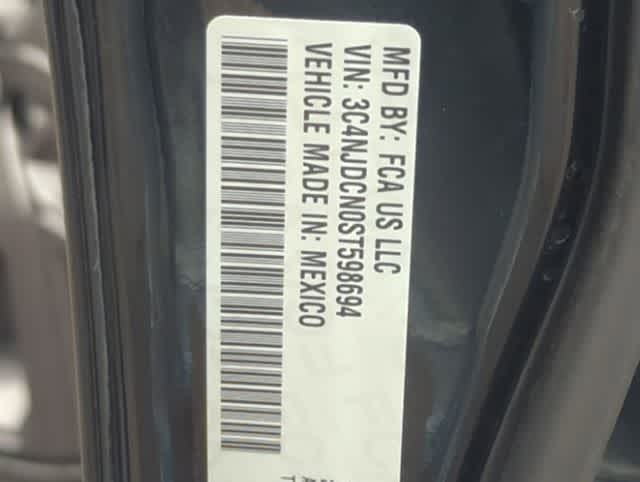 MFD BY: FCA US LLC
VIN: 3C4NJDCN0ST598694
VEHICLE MADE IN: MEXICO